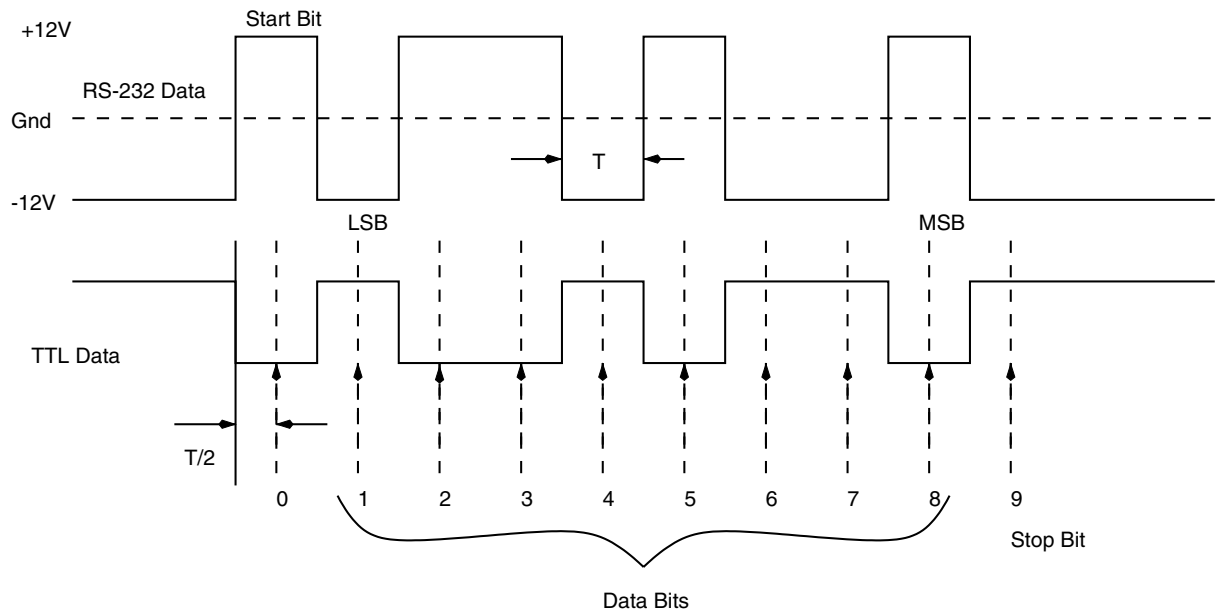 Start Bit
+12V
RS-232 Data
Gnd
T
-12V
LSB
MSB
TTL Data
T/2
0 1 2 3 4 5 6 7 8 9
Stop Bit
Data Bits